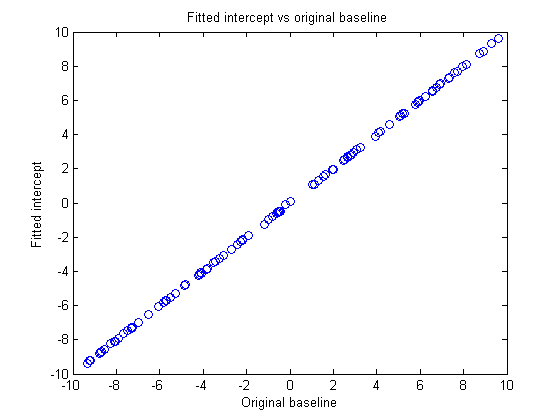 Fitted intercept vs original baseline
10
8
6
4
2
0
-2
-4
-6
-8
-10
Fitted intercept
-10 -8 -6 -4 -2 0 2 4 6 8 10
Original baseline